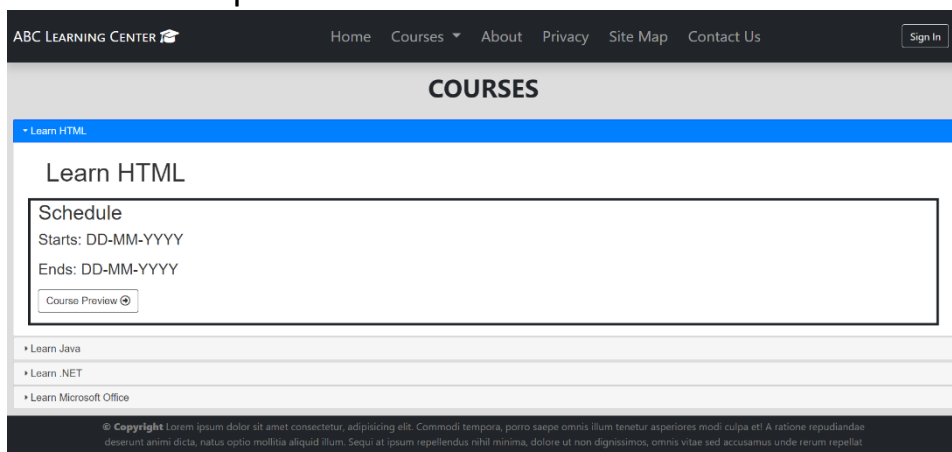 ABC LEARNING CENTER
Home Courses About Privacy Site Map Contact Us
Sign In
COURSES
Learn HTML
Learn HTML
Schedule
Starts: DD-MM-YYYY
Ends: DD-MM-YYYY
Course Preview
Learn Java
Learn .NET
Learn Microsoft Office
© Copyright Lorem ipsum dolor sit amet consectetur, adipisicing elit. Commodi tempora, porro saepe omnis illum tenetur asperiores modi culpa et! A ratione repudiandae
deserunt animi dicta, natus optio mollitia aliquid illum. Sequi at ipsum repellendus nihil minima, dolore ut non dignissimos, omnis vitae sed accusamus unde rerum repellat